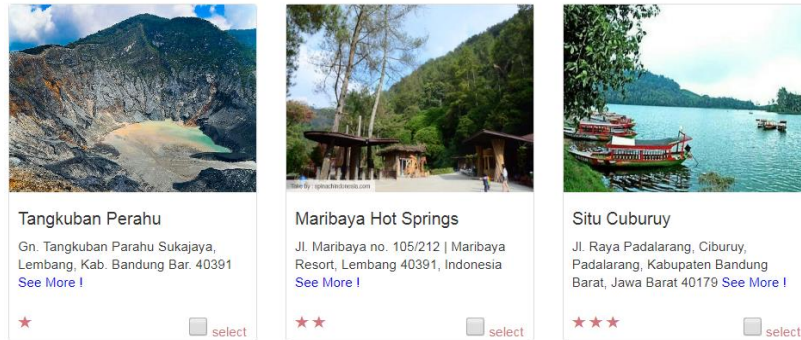 Tangkuban Perahu
Gn. Tangkuban Parahu Sukajaya,
Lembang, Kab. Bandung Bar. 40391
See More !
select
Maribaya Hot Springs
Jl. Maribaya no. 105/212 | Maribaya
Resort, Lembang 40391, Indonesia
See More !
select
Situ Cuburuy
Jl. Raya Padalarang, Ciburuy,
Padalarang, Kabupaten Bandung
Barat, Jawa Barat 40179 See More !
select